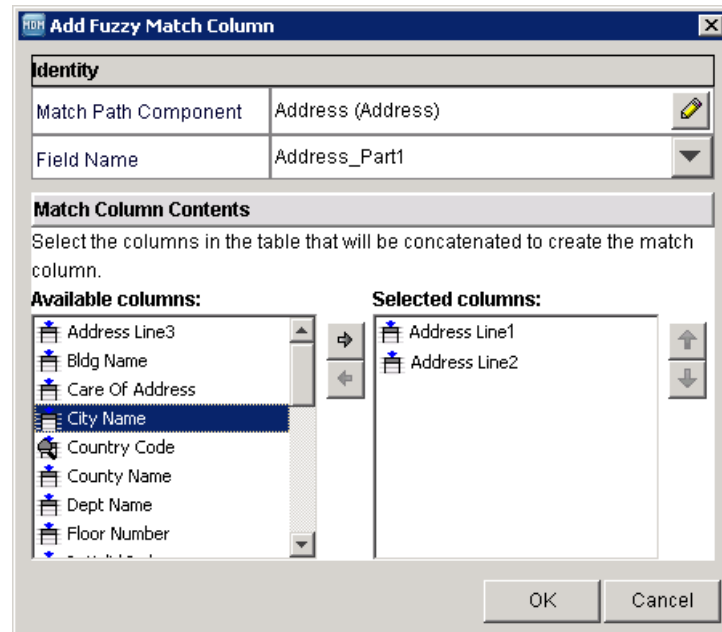 MDM Add Fuzzy Match Column
Identity
Match Path Component Address (Address)
Field Name Address_Part1
Match Column Contents
Select the columns in the table that will be concatenated to create the match
column.
Available columns: Selected columns:
Address Line3
Bldg Name
Care Of Address
City Name
Country Code
County Name
Dept Name
Floor Number
Address Line1
Address Line2
OK Cancel